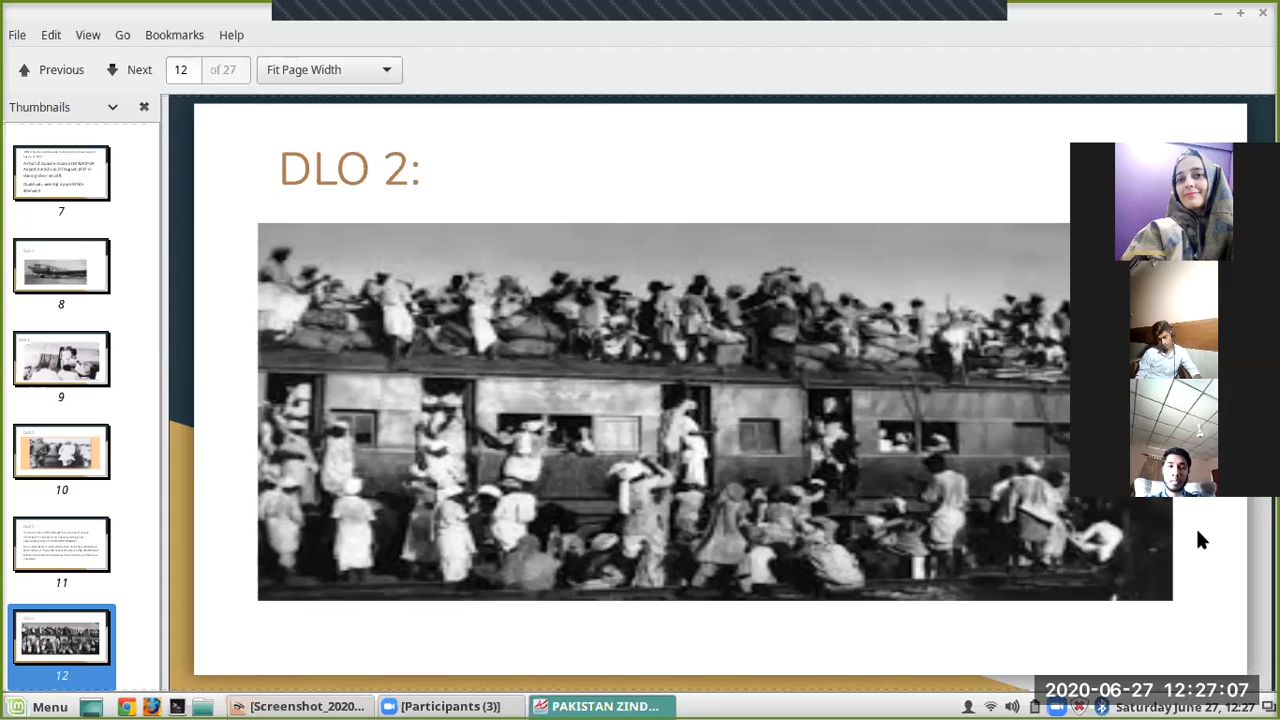 File Edit View Go Bookmarks Help
Previous Next 12 of 27 Fit Page Width
Thumbnails
7
8
9
10
11
12
DLO 2:
Menu [Screenshot_2020... [Participants (3)] PAKISTAN ZIND...
2020-06-27 12:27:07
Saturday June 27, 12:27